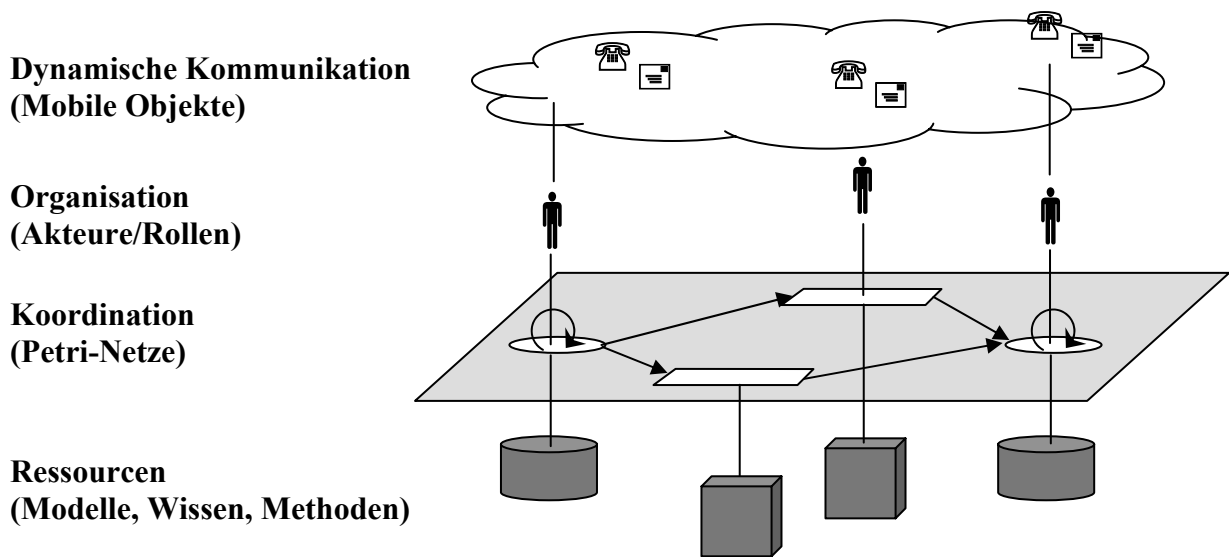 Dynamische Kommunikation
(Mobile Objekte)
Organisation
(Akteure/Rollen)
Koordination
(Petri-Netze)
Ressourcen
(Modelle, Wissen, Methoden)